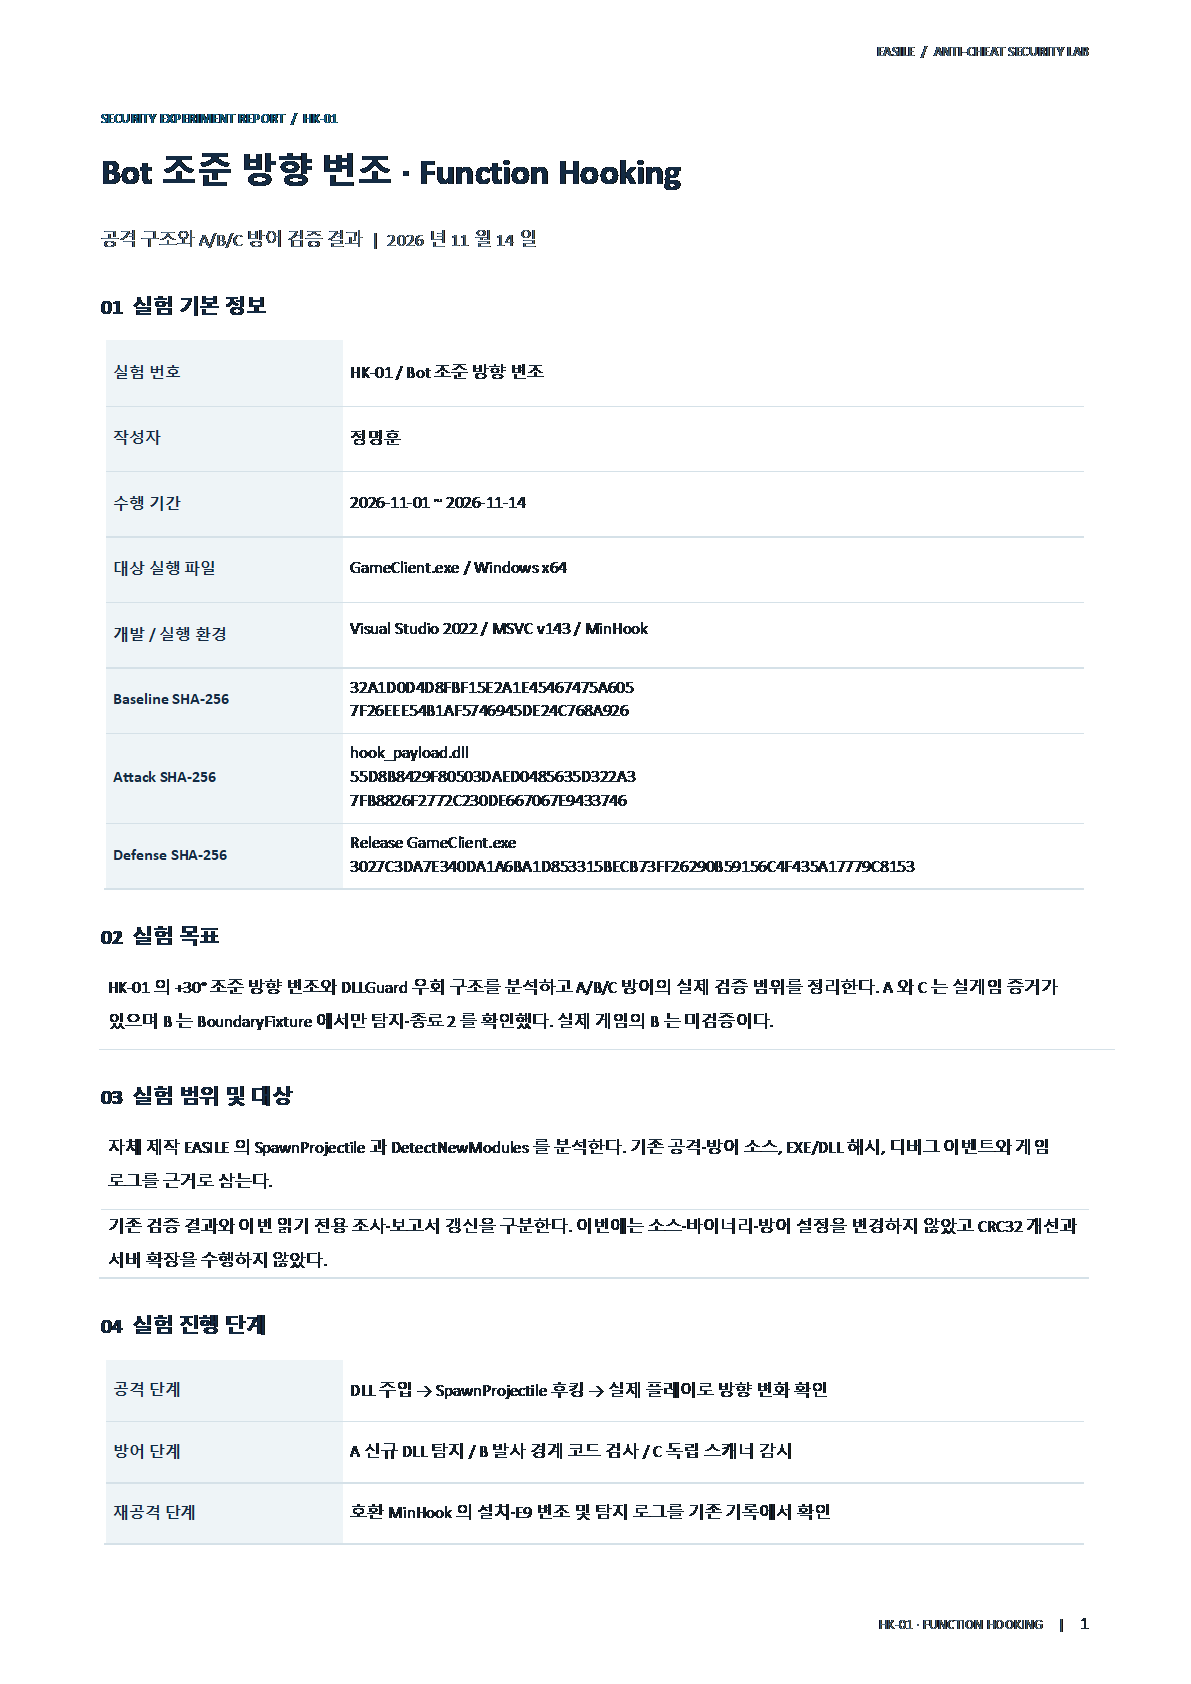 EASILE / ANTI-CHEAT SECURITY LAB
SECURITY EXPERIMENT REPORT / HK-01
Bot 조준 방향 변조 · Function Hooking
공격 구조와 A/B/C 방어 검증 결과 | 2026 년 11 월 14 일
01 실험 기본 정보
실험 번호 HK-01 / Bot 조준 방향 변조
작성자 정명훈
수행 기간 2026-11-01 ~ 2026-11-14
대상 실행 파일 GameClient.exe / Windows x64
개발 / 실행 환경 Visual Studio 2022 / MSVC v143 / MinHook
Baseline SHA-256 32A1D0D4D8FBF15E2A1E45467475A605
7F26EEE54B1AF5746945DE24C768A926
Attack SHA-256 hook_payload.dll
55D8B8429F80503DAED0485635D322A3
7FB8826F2772C230DE667067E9433746
Defense SHA-256 Release GameClient.exe
3027C3DA7E340DA1A6BA1D853315BECB73FF26290B59156C4F435A17779C8153
02 실험 목표
HK-01 의 +30° 조준 방향 변조와 DLLGuard 우회 구조를 분석하고 A/B/C 방어의 실제 검증 범위를 정리한다. A 와 C 는 실게임 증거가
있으며 B 는 BoundaryFixture 에서만 탐지·종료 2 를 확인했다. 실제 게임의 B 는 미검증이다.
03 실험 범위 및 대상
자체 제작 EASILE 의 SpawnProjectile 과 DetectNewModules 를 분석한다. 기존 공격·방어 소스, EXE/DLL 해시, 디버그 이벤트와 게임
로그를 근거로 삼는다.
기존 검증 결과와 이번 읽기 전용 조사·보고서 갱신을 구분한다. 이번에는 소스·바이너리·방어 설정을 변경하지 않았고 CRC32 개선과
서버 확장을 수행하지 않았다.
04 실험 진행 단계
공격 단계 DLL 주입 → SpawnProjectile 후킹 → 실제 플레이로 방향 변화 확인
방어 단계 A 신규 DLL 탐지 / B 발사 경계 코드 검사 / C 독립 스캐너 감시
재공격 단계 호환 MinHook 의 설치·E9 변조 및 탐지 로그를 기존 기록에서 확인
HK-01 · FUNCTION HOOKING | 1